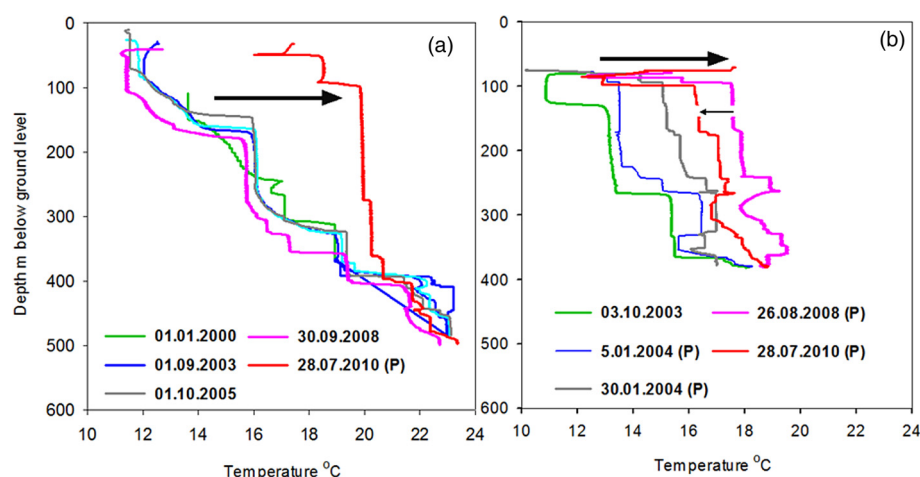 (a)
0
100
200
300
400
500
600
Depthm below ground level
01.01.2000
01.09.2003
01.10.2005
30.09.2008
28.07.2010 (P)
10 12 14 16 18 20 22 24
Temperature °C
(b)
0
100
200
300
400
500
600
03.10.2003
5.01.2004 (P)
30.01.2004 (P)
26.08.2008 (P)
28.07.2010 (P)
10 12 14 16 18 20 22 24
Temperature °C